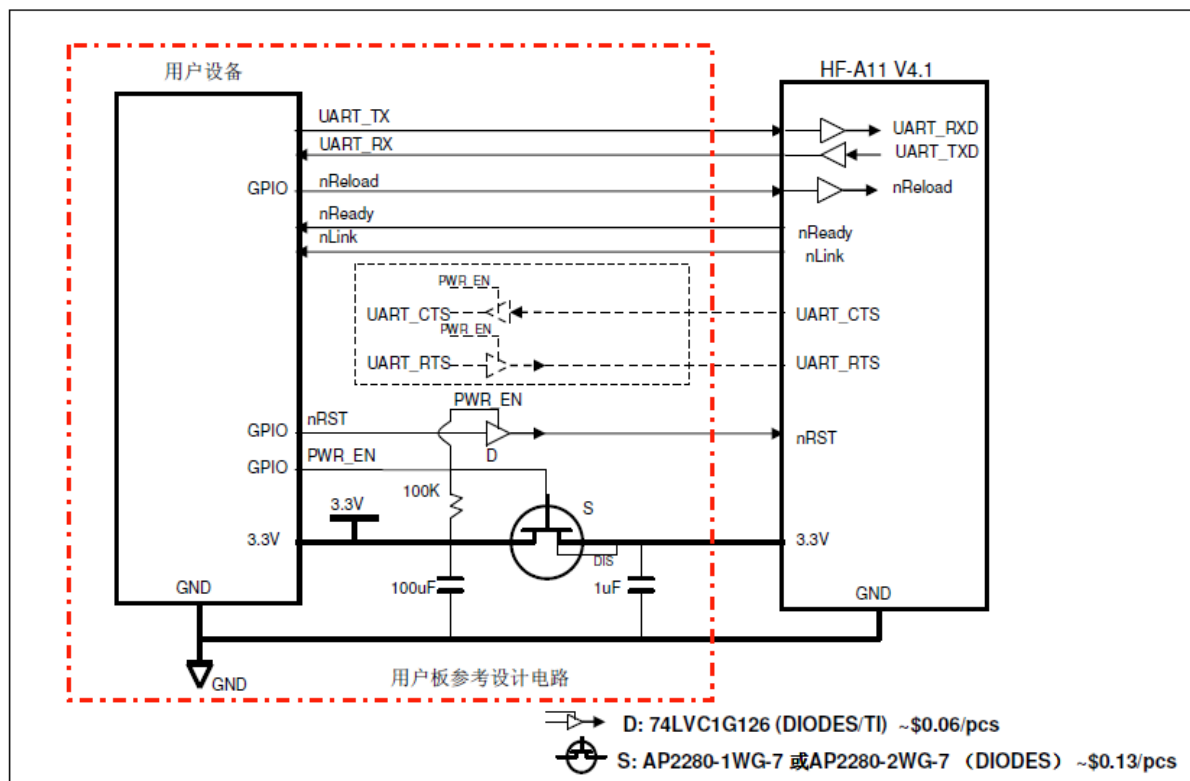 用户设备
HF-A11 V4.1
UART_TX
UART_RXD
UART_RX
UART_TXD
GPIO
nReload
nReload
nReady
nReady
nLink
nLink
PWR_EN
UART_CTS
UART_CTS
PWR_EN
UART_RTS
UART_RTS
PWR_EN
GPIO
nRST
nRST
D
GPIO
PWR_EN
100K
S
3.3V
3.3V
3.3V
DIS
GND
100uF
1uF
GND
GND
用户板参考设计电路
D: 74LVC1G126 (DIODES/TI) ~$0.06/pcs
S: AP2280-1WG-7 或AP2280-2WG-7 （DIODES） ~$0.13/pcs